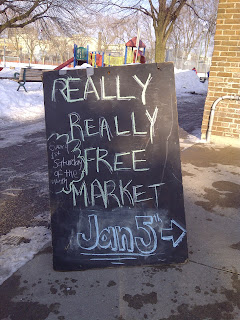 REALLY
REALLY
FREE
MARKET
Every
1st
Saturday
of the
month
Jan 5th →